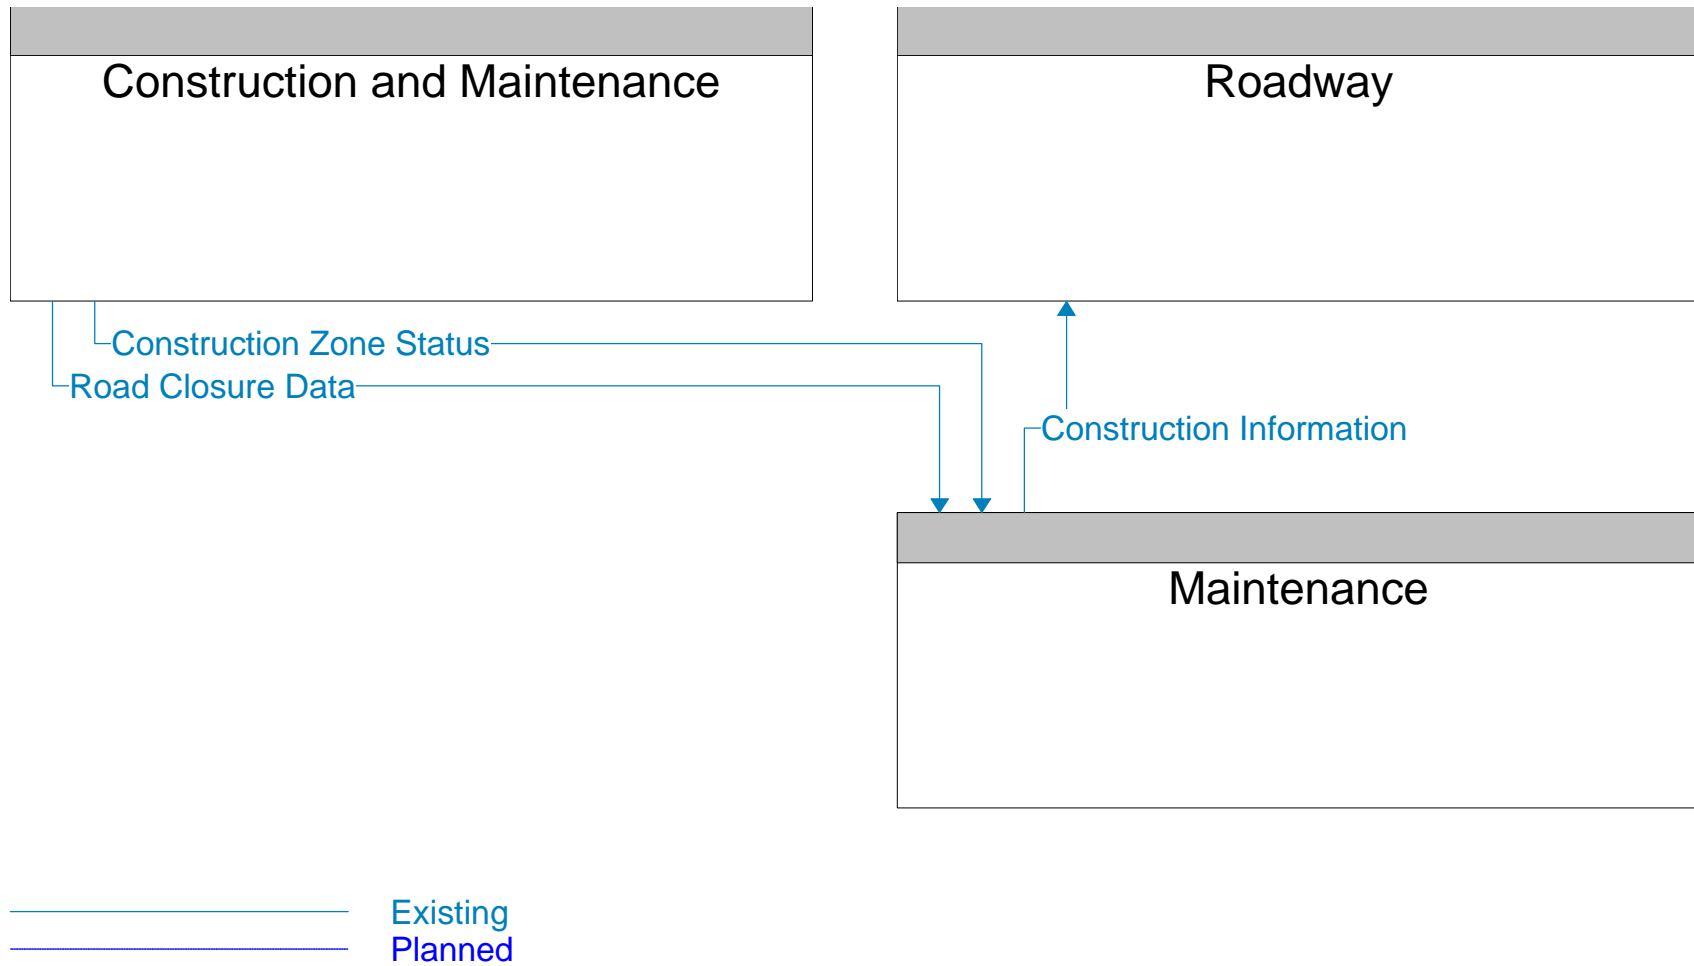 Construction and Maintenance
Roadway
Construction Zone Status
Road Closure Data
Construction Information
Maintenance
Existing
Planned